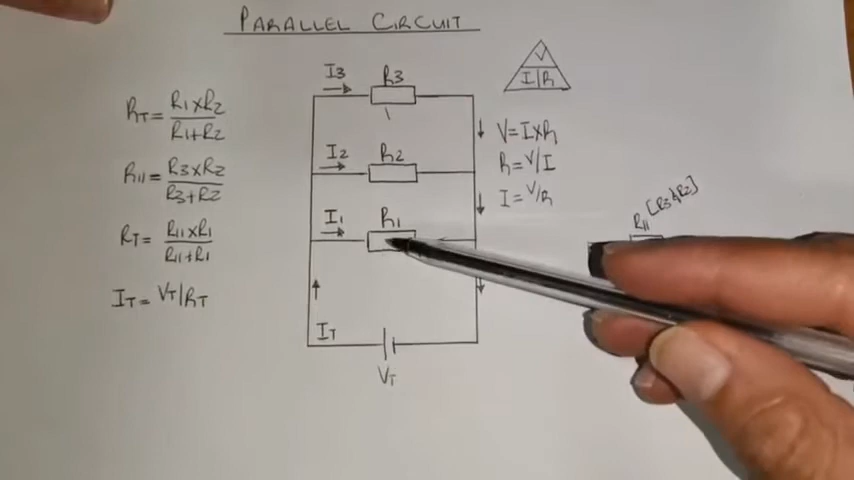 PARALLEL CIRCUIT
RT = R1 x R2 / R1 + R2
R11 = R3 x R2 / R3 + R2
RT = R11 x R1 / R11 + R1
IT = VT/RT
I3 R3
I2 R2
I1 R1
IT
VT
V
I | R
V = I x R
R = V/I
I = V/R
R11 [R3 & R2]